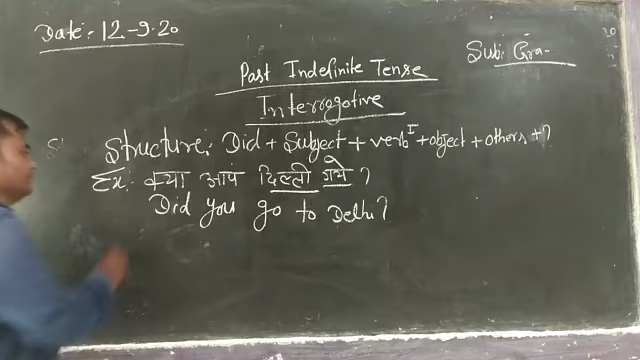 Date: 12-9.20
Sub: Gra-
Past Indefinite Tense
Interrogotive
Structure: Did + Subject + verb I + object + others + ?
Ex: क्या आप दिल्ली गये ?
Did you go to Delhi?